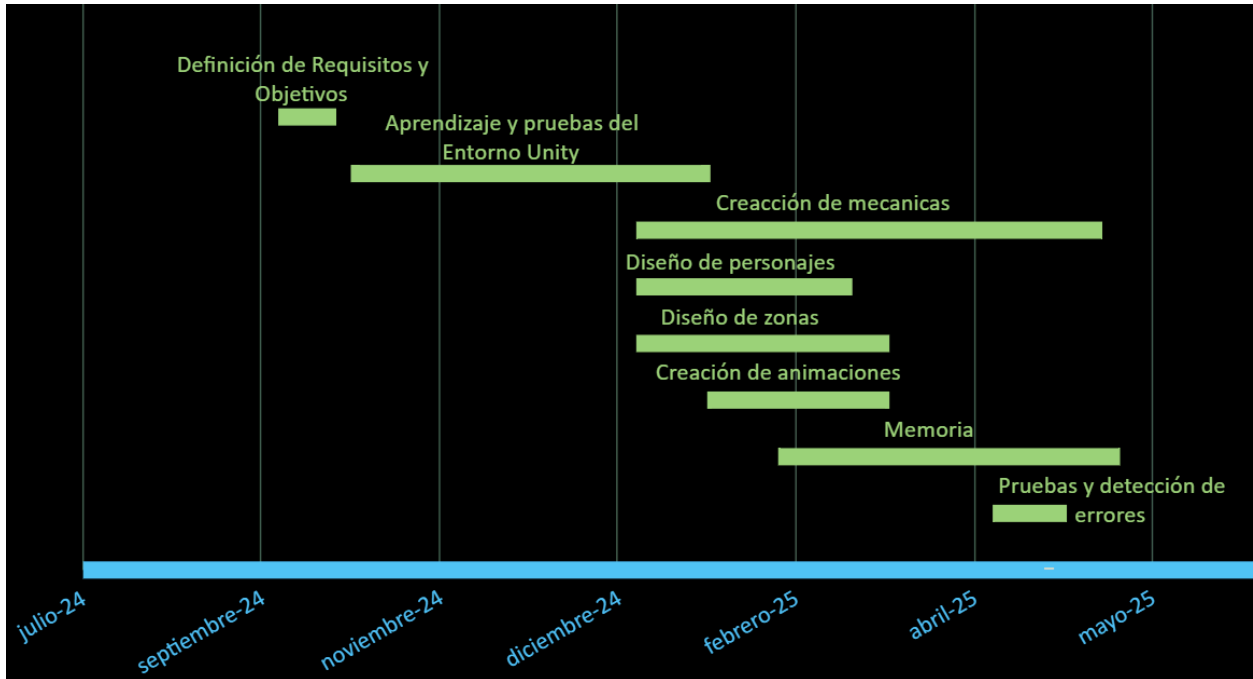 Definición de Requisitos y
Objetivos
Aprendizaje y pruebas del
Entorno Unity
Creacción de mecanicas
Diseño de personajes
Diseño de zonas
Creación de animaciones
Memoria
Pruebas y detección de
errores
julio-24
septiembre-24
noviembre-24
diciembre-24
febrero-25
abril-25
mayo-25